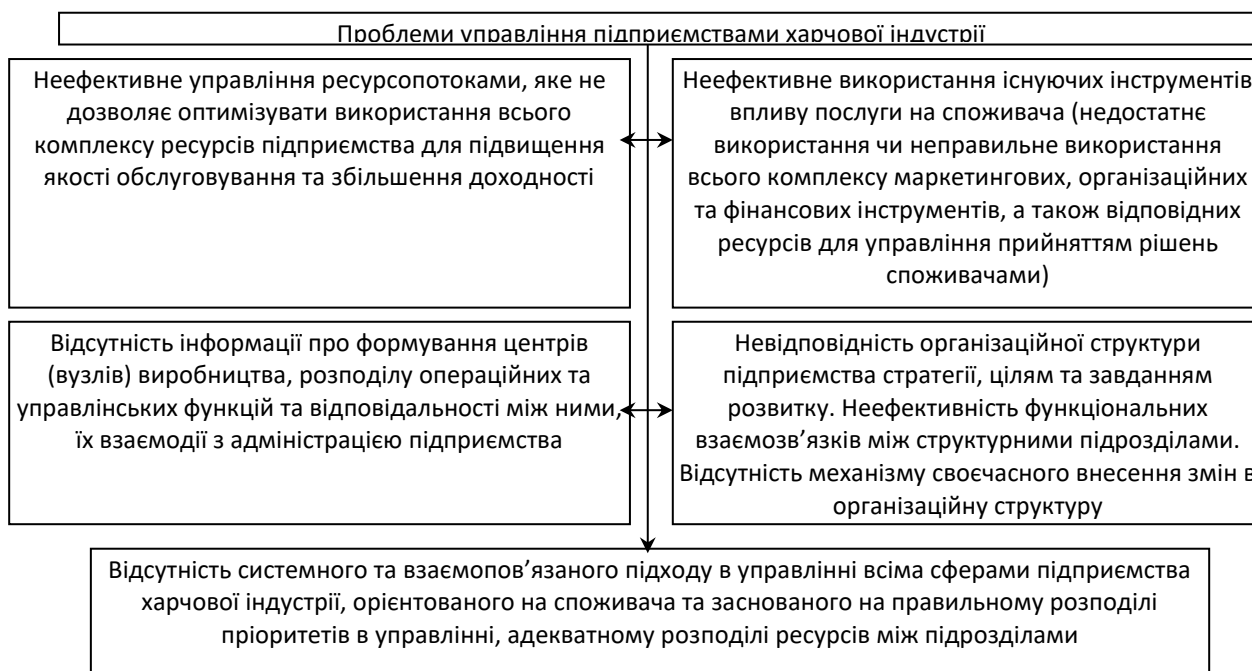 Проблеми управління підприємствами харчової індустрії
Неефективне управління ресурсопотоками, яке не
дозволяє оптимізувати використання всього
комплексу ресурсів підприємства для підвищення
якості обслуговування та збільшення доходності
Неефективне використання існуючих інструментів
впливу послуги на споживача (недостатнє
використання чи неправильне використання
всього комплексу маркетингових, організаційних
та фінансових інструментів, а також відповідних
ресурсів для управління прийняттям рішень
споживачами)
Відсутність інформації про формування центрів
(вузлів) виробництва, розподілу операційних та
управлінських функцій та відповідальності між ними,
їх взаємодії з адміністрацією підприємства
Невідповідність організаційної структури
підприємства стратегії, цілям та завданням
розвитку. Неефективність функціональних
взаємозв’язків між структурними підрозділами.
Відсутність механізму своєчасного внесення змін в
організаційну структуру
Відсутність системного та взаємопов’язаного підходу в управлінні всіма сферами підприємства
харчової індустрії, орієнтованого на споживача та заснованого на правильному розподілі
пріоритетів в управлінні, адекватному розподілі ресурсів між підрозділами